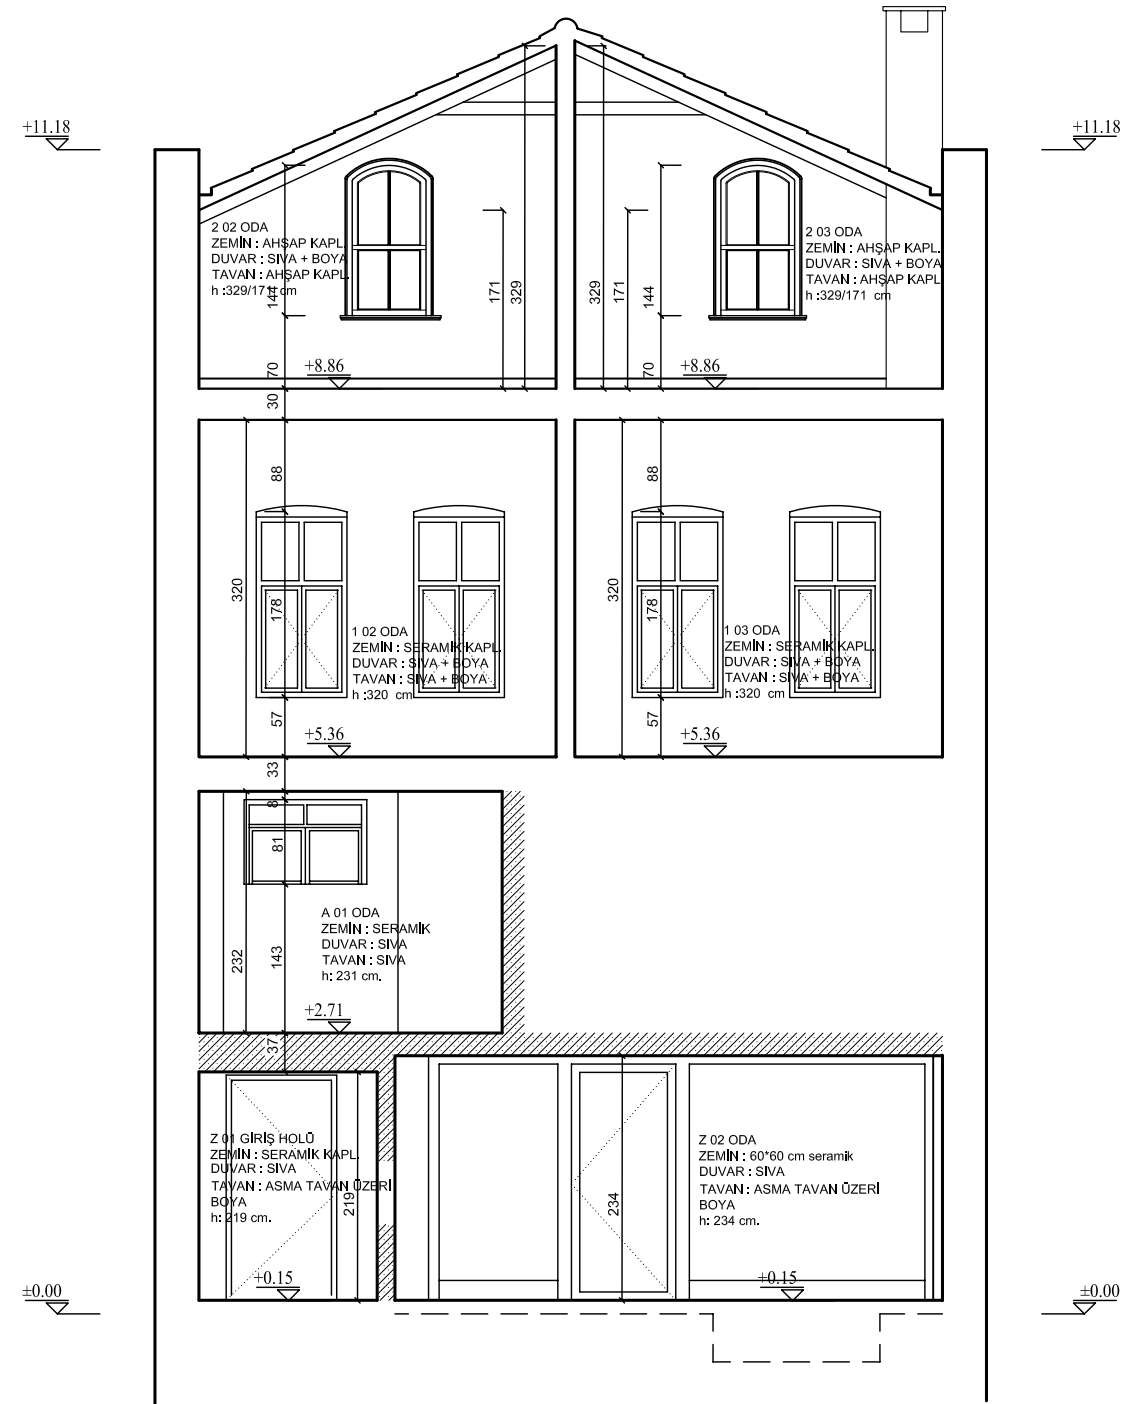 +11.18
+11.18
2 02 ODA
ZEMİN : AHŞAP KAPL.
DUVAR : SIVA + BOYA
TAVAN : AHŞAP KAPL.
h :329/171 cm
2 03 ODA
ZEMİN : AHŞAP KAPL.
DUVAR : SIVA + BOYA
TAVAN : AHŞAP KAPL.
h :329/171 cm
144
171
329
329
171
144
70
+8.86
+8.86
70
30
88
88
320
178
320
178
1 02 ODA
ZEMİN : SERAMİK KAPL.
DUVAR : SIVA + BOYA
TAVAN : SIVA + BOYA
h :320 cm
1 03 ODA
ZEMİN : SERAMİK KAPL.
DUVAR : SIVA + BOYA
TAVAN : SIVA + BOYA
h :320 cm
57
57
+5.36
+5.36
33
8
81
A 01 ODA
ZEMİN : SERAMİK
DUVAR : SIVA
TAVAN : SIVA
h: 231 cm.
232
143
+2.71
37
Z 01 GİRİŞ HOLÜ
ZEMİN : SERAMİK KAPL.
DUVAR : SIVA
TAVAN : ASMA TAVAN ÜZERİ
BOYA
h: 219 cm.
219
234
Z 02 ODA
ZEMİN : 60*60 cm seramik
DUVAR : SIVA
TAVAN : ASMA TAVAN ÜZERİ
BOYA
h: 234 cm.
+0.15
+0.15
±0.00
±0.00